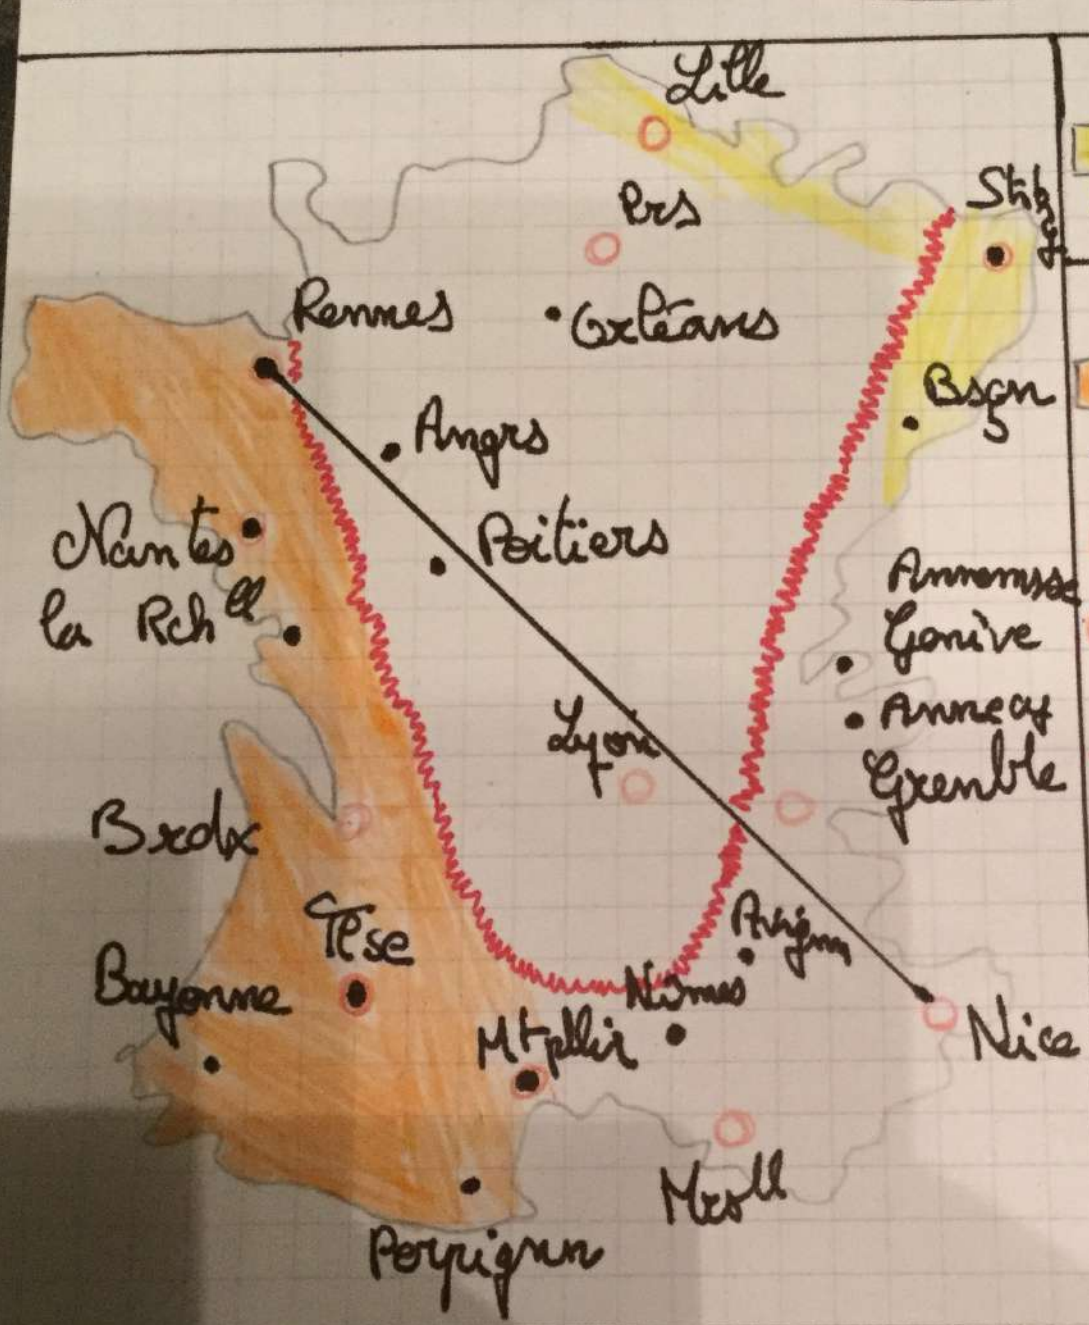 Lille
Prs
Stbg
Rennes
Orléans
Bsçn
Angrs
Nantes
Poitiers
la Rchll
Annemsse
Genève
Lyon
Annecy
Grenble
Brdx
Tlse
Avignn
Bayonne
Nîmes
Mtpllir
Nice
Mrsll
Perpignn